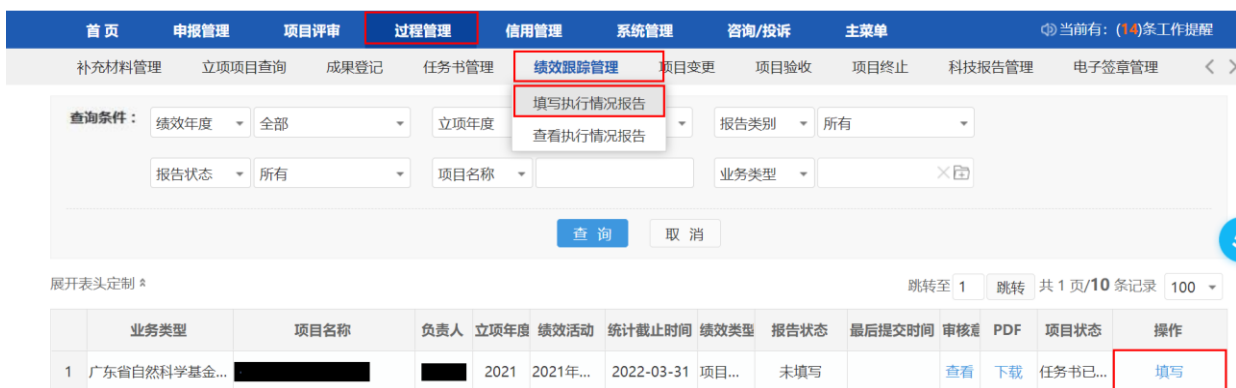 首页 申报管理 项目评审 过程管理 信用管理 系统管理 咨询/投诉 主菜单 当前有：(14)条工作提醒
补充材料管理 立项项目查询 成果登记 任务书管理 绩效跟踪管理 项目变更 项目验收 项目终止 科技报告管理 电子签章管理
填写执行情况报告
查看执行情况报告
查询条件： 绩效年度 全部 立项年度 报告类别 所有
报告状态 所有 项目名称 业务类型
查询 取消
展开表头定制 跳转至 1 跳转 共 1 页/10 条记录 100
业务类型 项目名称 负责人 立项年度 绩效活动 统计截止时间 绩效类型 报告状态 最后提交时间 审核意 PDF 项目状态 操作
1 广东省自然科学基金... 2021 2021年... 2022-03-31 项目... 未填写 查看 下载 任务书已... 填写